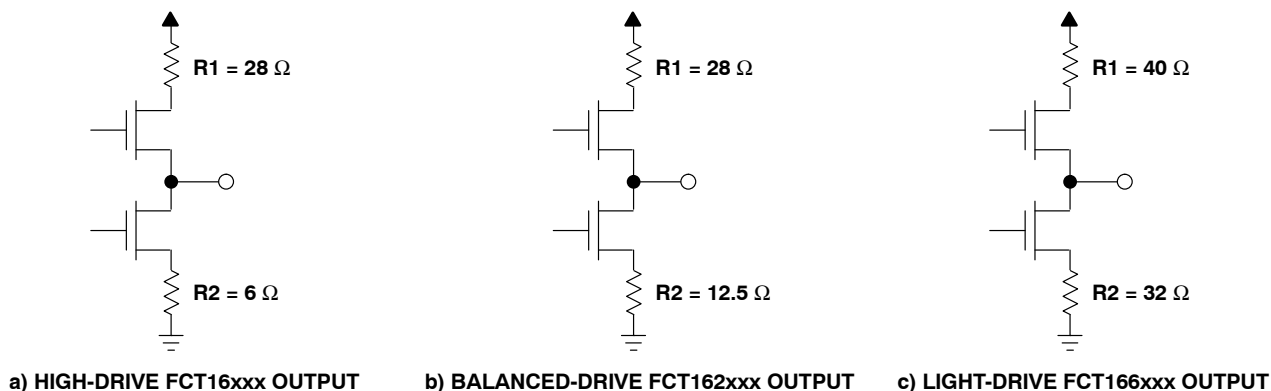 R1 = 28 Ω
R1 = 28 Ω
R1 = 40 Ω
R2 = 6 Ω
R2 = 12.5 Ω
R2 = 32 Ω
a) HIGH-DRIVE FCT16xxx OUTPUT
b) BALANCED-DRIVE FCT162xxx OUTPUT
c) LIGHT-DRIVE FCT166xxx OUTPUT